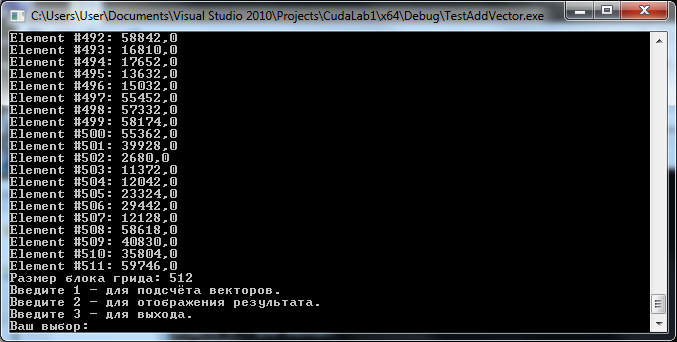 C:\Users\User\Documents\Visual Studio 2010\Projects\CudaLab1\x64\Debug\TestAddVector.exe
Element #492: 58842,0
Element #493: 16810,0
Element #494: 17652,0
Element #495: 13632,0
Element #496: 15032,0
Element #497: 55452,0
Element #498: 57332,0
Element #499: 58174,0
Element #500: 55362,0
Element #501: 39928,0
Element #502: 2680,0
Element #503: 11372,0
Element #504: 12042,0
Element #505: 23324,0
Element #506: 29442,0
Element #507: 12128,0
Element #508: 58618,0
Element #509: 40830,0
Element #510: 35804,0
Element #511: 59746,0
Размер блока грида: 512
Введите 1 - для подсчёта векторов.
Введите 2 - для отображения результата.
Введите 3 - для выхода.
Ваш выбор: